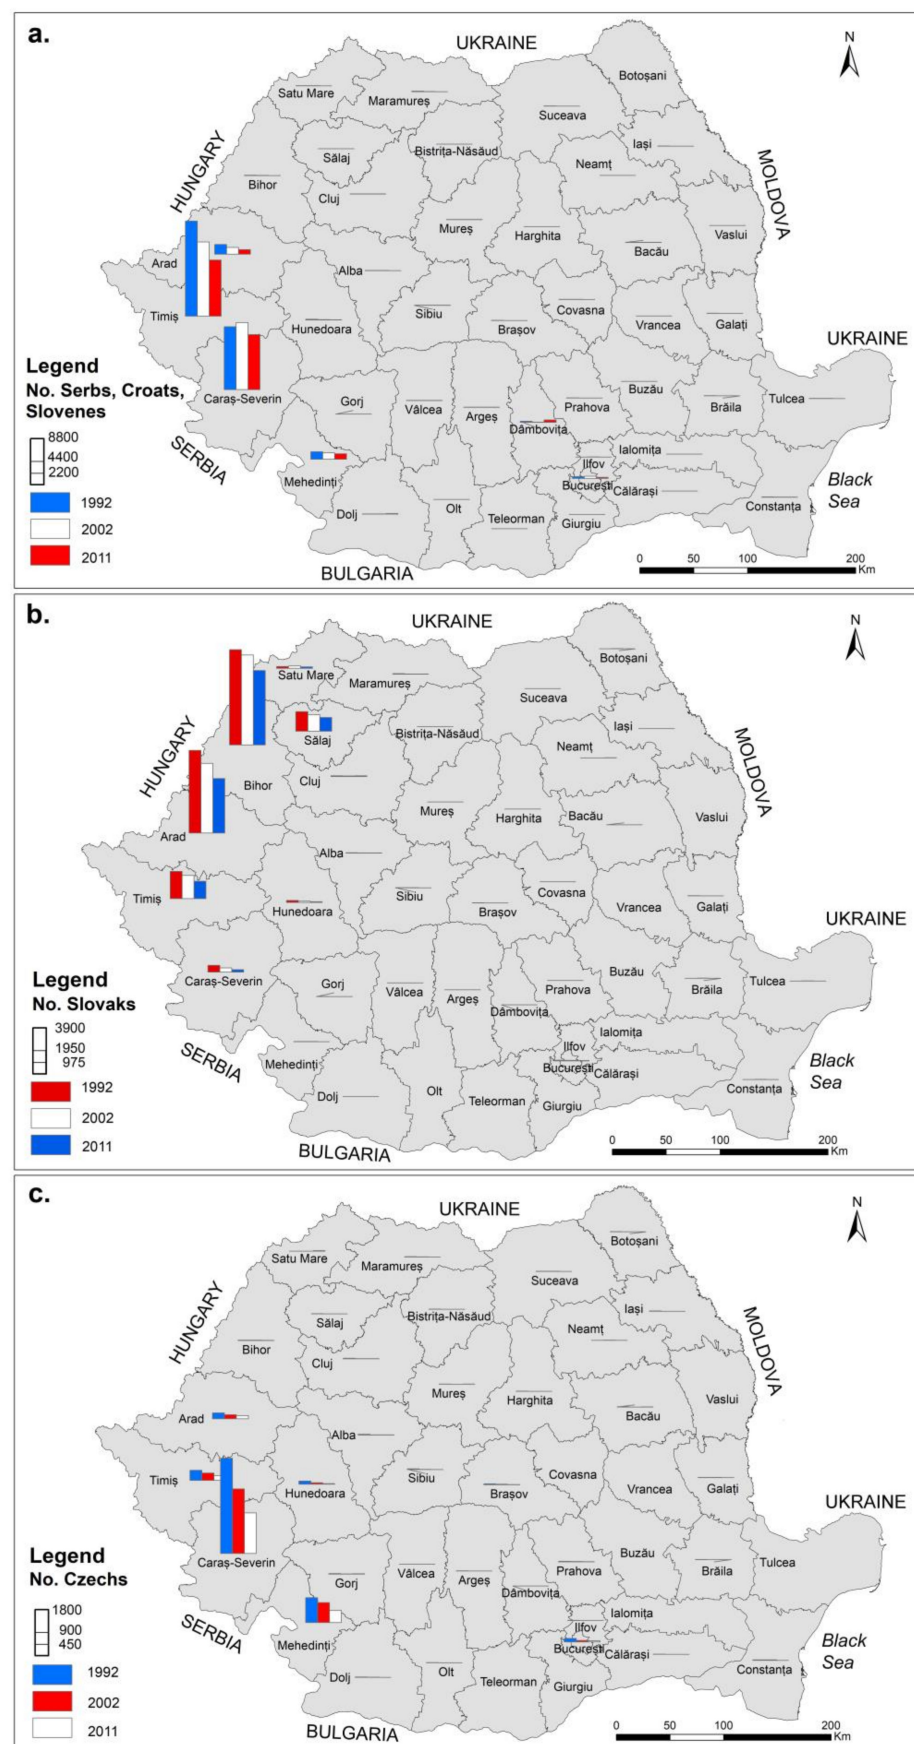 a.
N
UKRAINE
Botoșani
Satu Mare
Maramureș
Suceava
Iași
HUNGARY
Sălaj
Bistrița-Năsăud
Neamț
MOLDOVA
Bihor
Cluj
Mureș
Harghita
Vaslui
Bacău
Arad
Alba
Timiș
Hunedoara
Sibiu
Brașov
Covasna
Vrancea
Galați
UKRAINE
Legend
No. Serbs, Croats,
Slovenes
8800
4400
2200
1992
2002
2011
Caraș-Severin
Gorj
Vâlcea
Argeș
Prahova
Buzău
Brăila
Tulcea
Dâmbovița
SERBIA
Ilfov
Ialomița
Mehedinți
București
Călărași
Black
Sea
Dolj
Olt
Teleorman
Giurgiu
Constanța
BULGARIA
0 50 100 200
Km
b.
N
UKRAINE
Botoșani
Satu Mare
Maramureș
Suceava
Iași
HUNGARY
Sălaj
Bistrița-Năsăud
Neamț
MOLDOVA
Bihor
Cluj
Mureș
Harghita
Bacău
Vaslui
Arad
Alba
Timiș
Hunedoara
Sibiu
Brașov
Covasna
Vrancea
Galați
UKRAINE
Legend
No. Slovaks
3900
1950
975
1992
2002
2011
Caraș-Severin
Gorj
Vâlcea
Argeș
Prahova
Buzău
Brăila
Tulcea
Dâmbovița
SERBIA
Ilfov
Ialomița
Mehedinți
București
Călărași
Black
Sea
Dolj
Olt
Teleorman
Giurgiu
Constanța
BULGARIA
0 50 100 200
Km
c.
N
UKRAINE
Botoșani
Satu Mare
Maramureș
Suceava
Iași
HUNGARY
Sălaj
Bistrița-Năsăud
Neamț
MOLDOVA
Bihor
Cluj
Mureș
Harghita
Vaslui
Bacău
Arad
Alba
Timiș
Hunedoara
Sibiu
Brașov
Covasna
Vrancea
Galați
UKRAINE
Legend
No. Czechs
1800
900
450
1992
2002
2011
Caraș-Severin
Gorj
Vâlcea
Argeș
Prahova
Buzău
Brăila
Tulcea
Dâmbovița
SERBIA
Ilfov
Ialomița
Mehedinți
București
Călărași
Black
Sea
Dolj
Olt
Teleorman
Giurgiu
Constanța
BULGARIA
0 50 100 200
Km